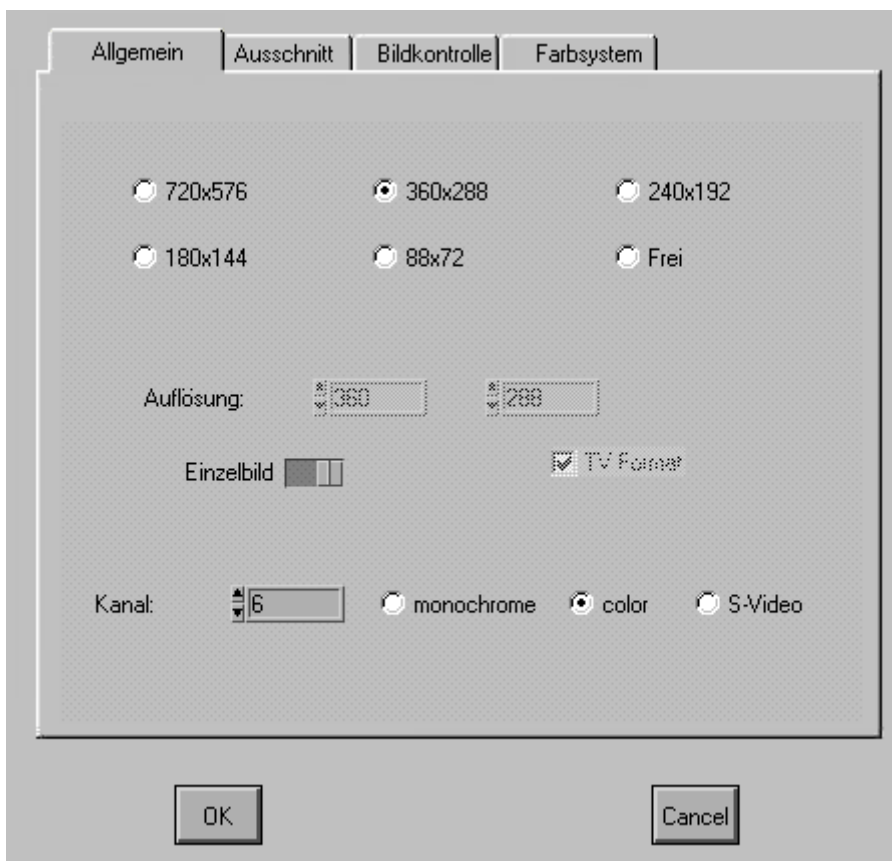 Allgemein Ausschnitt Bildkontrolle Farbsystem
720x576 360x288 240x192
180x144 88x72 Frei
Auflösung: 360 288
Einzelbild TV Format
Kanal: 6 monochrome color S-Video
OK Cancel